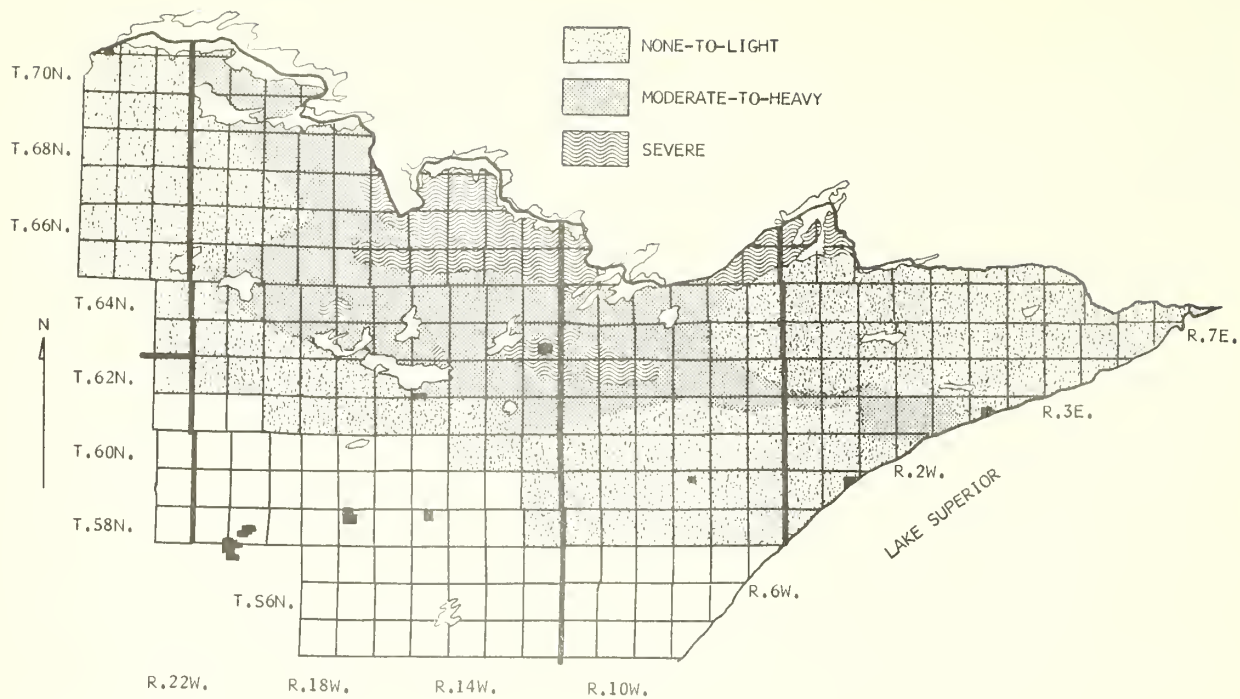 NONE-TO-LIGHT
MODERATE-TO-HEAVY
SEVERE
T.70N.
T.68N.
T.66N.
T.64N.
N
T.62N.
T.60N.
T.58N.
T.S6N.
R.7E.
R.3E.
R.2W.
LAKE SUPERIOR
R.6W.
R.22W.
R.18W.
R.14W.
R.10W.